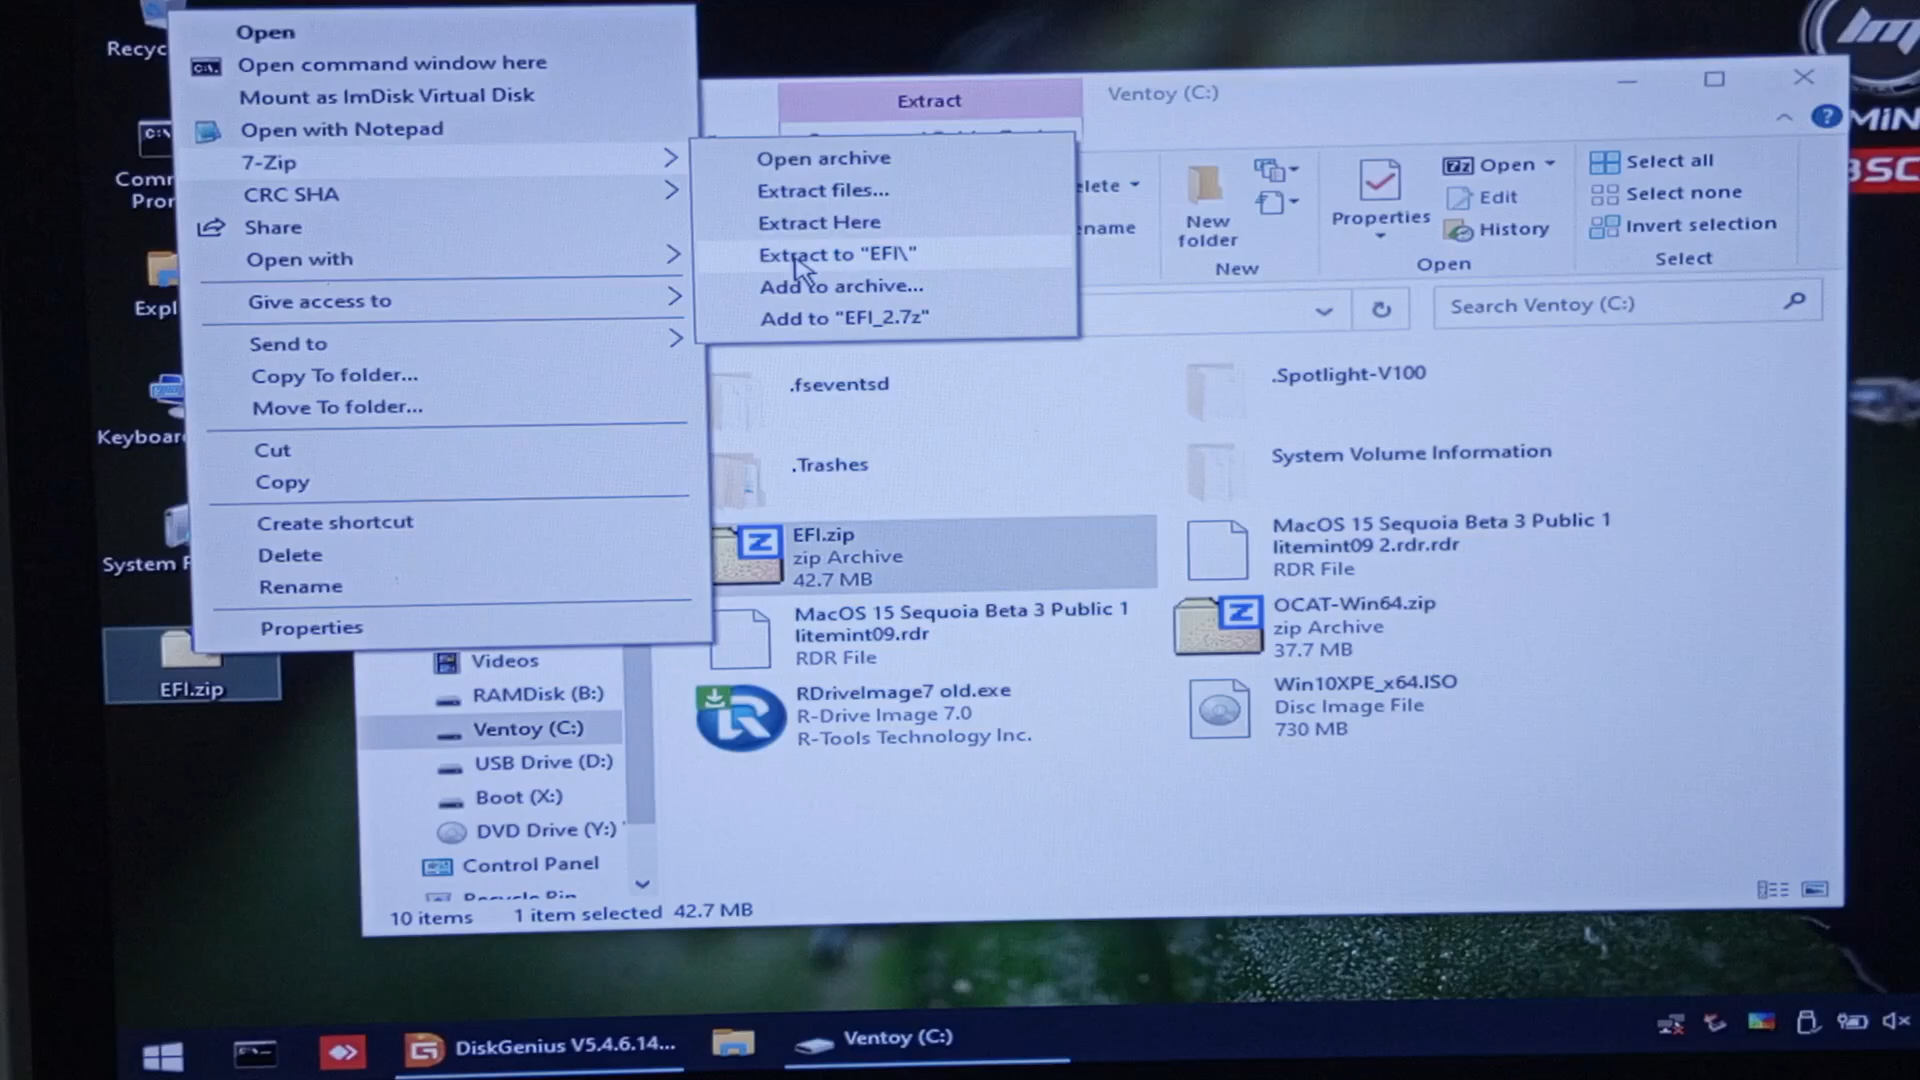 Open
Open command window here
Mount as ImDisk Virtual Disk
Open with Notepad
7-Zip
CRC SHA
Share
Open with
Give access to
Send to
Copy To folder...
Move To folder...
Cut
Copy
Create shortcut
Delete
Rename
Properties
Open archive
Extract files...
Extract Here
Extract to "EFI\"
Add to archive...
Add to "EFI_2.7z"
Extract
Ventoy (C:)
New
folder
New
Properties
Open
Edit
History
Open
Select all
Select none
Invert selection
Select
Search Ventoy (C:)
.fseventsd
.Spotlight-V100
.Trashes
System Volume Information
EFI.zip
zip Archive
42.7 MB
MacOS 15 Sequoia Beta 3 Public 1
litemint09 2.rdr.rdr
RDR File
MacOS 15 Sequoia Beta 3 Public 1
litemint09.rdr
RDR File
OCAT-Win64.zip
zip Archive
37.7 MB
RDriveImage7 old.exe
R-Drive Image 7.0
R-Tools Technology Inc.
Win10XPE_x64.ISO
Disc Image File
730 MB
Videos
RAMDisk (B:)
Ventoy (C:)
USB Drive (D:)
Boot (X:)
DVD Drive (Y:)
Control Panel
10 items
1 item selected 42.7 MB
Recyc
Comm
Pror
Expl
Keyboar
System
EFI.zip
DiskGenius V5.4.6.14...
Ventoy (C:)